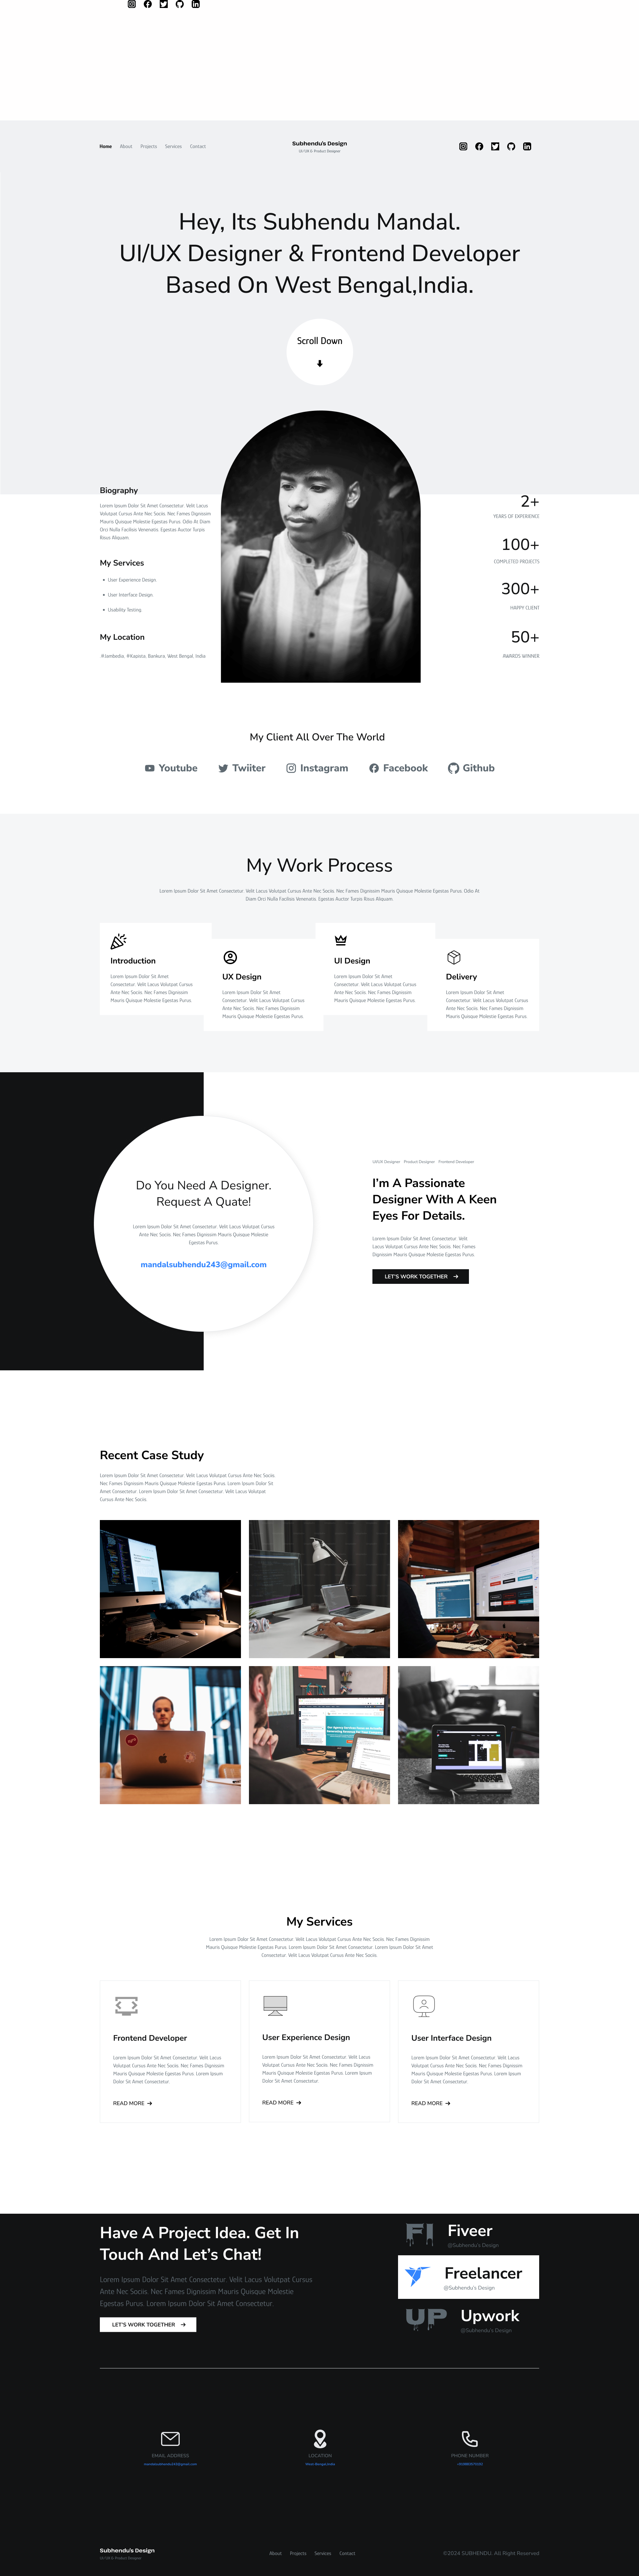 Home About Projects Services Contact
Subhendu's Design
UI/UX & Product Designer
Hey, Its Subhendu Mandal.
UI/UX Designer & Frontend Developer
Based On West Bengal,India.
Scroll Down
Biography
Lorem Ipsum Dolor Sit Amet Consectetur. Velit Lacus
Volutpat Cursus Ante Nec Sociis. Nec Fames Dignissim
Mauris Quisque Molestie Egestas Purus. Odio At Diam
Orci Nulla Facilisis Venenatis. Egestas Auctor Turpis
Risus Aliquam.
My Services
• User Experience Design.
• User Interface Design.
• Usability Testing.
My Location
#Jambedia, #Kapista, Bankura, West Bengal, India
2+
YEARS OF EXPERIENCE
100+
COMPLETED PROJECTS
300+
HAPPY CLIENT
50+
AWARDS WINNER
My Client All Over The World
Youtube Twiiter Instagram Facebook Github
My Work Process
Lorem Ipsum Dolor Sit Amet Consectetur. Velit Lacus Volutpat Cursus Ante Nec Sociis. Nec Fames Dignissim Mauris Quisque Molestie Egestas Purus. Odio At
Diam Orci Nulla Facilisis Venenatis. Egestas Auctor Turpis Risus Aliquam.
Introduction
Lorem Ipsum Dolor Sit Amet
Consectetur. Velit Lacus Volutpat Cursus
Ante Nec Sociis. Nec Fames Dignissim
Mauris Quisque Molestie Egestas Purus.
UX Design
Lorem Ipsum Dolor Sit Amet
Consectetur. Velit Lacus Volutpat Cursus
Ante Nec Sociis. Nec Fames Dignissim
Mauris Quisque Molestie Egestas Purus.
UI Design
Lorem Ipsum Dolor Sit Amet
Consectetur. Velit Lacus Volutpat Cursus
Ante Nec Sociis. Nec Fames Dignissim
Mauris Quisque Molestie Egestas Purus.
Delivery
Lorem Ipsum Dolor Sit Amet
Consectetur. Velit Lacus Volutpat Cursus
Ante Nec Sociis. Nec Fames Dignissim
Mauris Quisque Molestie Egestas Purus.
Do You Need A Designer.
Request A Quate!
Lorem Ipsum Dolor Sit Amet Consectetur. Velit Lacus Volutpat Cursus
Ante Nec Sociis. Nec Fames Dignissim Mauris Quisque Molestie
Egestas Purus.
mandalsubhendu243@gmail.com
UI/UX Designer Product Designer Frontend Developer
I'm A Passionate
Designer With A Keen
Eyes For Details.
Lorem Ipsum Dolor Sit Amet Consectetur. Velit
Lacus Volutpat Cursus Ante Nec Sociis. Nec Fames
Dignissim Mauris Quisque Molestie Egestas Purus.
LET'S WORK TOGETHER
Recent Case Study
Lorem Ipsum Dolor Sit Amet Consectetur. Velit Lacus Volutpat Cursus Ante Nec Sociis.
Nec Fames Dignissim Mauris Quisque Molestie Egestas Purus. Lorem Ipsum Dolor Sit
Amet Consectetur. Lorem Ipsum Dolor Sit Amet Consectetur. Velit Lacus Volutpat
Cursus Ante Nec Sociis.
My Services
Lorem Ipsum Dolor Sit Amet Consectetur. Velit Lacus Volutpat Cursus Ante Nec Sociis. Nec Fames Dignissim
Mauris Quisque Molestie Egestas Purus. Lorem Ipsum Dolor Sit Amet Consectetur. Lorem Ipsum Dolor Sit Amet
Consectetur. Velit Lacus Volutpat Cursus Ante Nec Sociis.
Frontend Developer
Lorem Ipsum Dolor Sit Amet Consectetur. Velit Lacus
Volutpat Cursus Ante Nec Sociis. Nec Fames Dignissim
Mauris Quisque Molestie Egestas Purus. Lorem Ipsum
Dolor Sit Amet Consectetur.
READ MORE
User Experience Design
Lorem Ipsum Dolor Sit Amet Consectetur. Velit Lacus
Volutpat Cursus Ante Nec Sociis. Nec Fames Dignissim
Mauris Quisque Molestie Egestas Purus. Lorem Ipsum
Dolor Sit Amet Consectetur.
READ MORE
User Interface Design
Lorem Ipsum Dolor Sit Amet Consectetur. Velit Lacus
Volutpat Cursus Ante Nec Sociis. Nec Fames Dignissim
Mauris Quisque Molestie Egestas Purus. Lorem Ipsum
Dolor Sit Amet Consectetur.
READ MORE
Have A Project Idea. Get In
Touch And Let's Chat!
Lorem Ipsum Dolor Sit Amet Consectetur. Velit Lacus Volutpat Cursus
Ante Nec Sociis. Nec Fames Dignissim Mauris Quisque Molestie
Egestas Purus. Lorem Ipsum Dolor Sit Amet Consectetur.
LET'S WORK TOGETHER
FI
Fiveer
@Subhendu's Design
Freelancer
@Subhendu's Design
UP
Upwork
@Subhendu's Design
EMAIL ADDRESS
mandalsubhendu243@gmail.com
LOCATION
West Bengal,India
PHONE NUMBER
Subhendu's Design
UI/UX & Product Designer
About Projects Services Contact
©2024 SUBHENDU. All Right Reserved